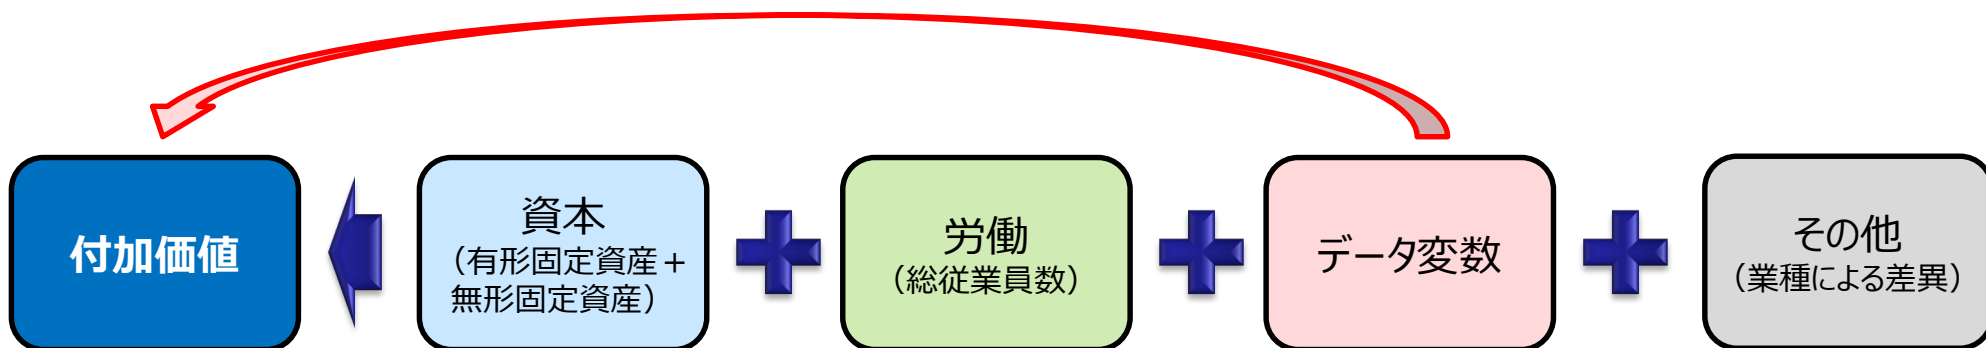 付加価値
資本
（有形固定資産＋
無形固定資産）
労働
（総従業員数）
データ変数
その他
（業種による差異）